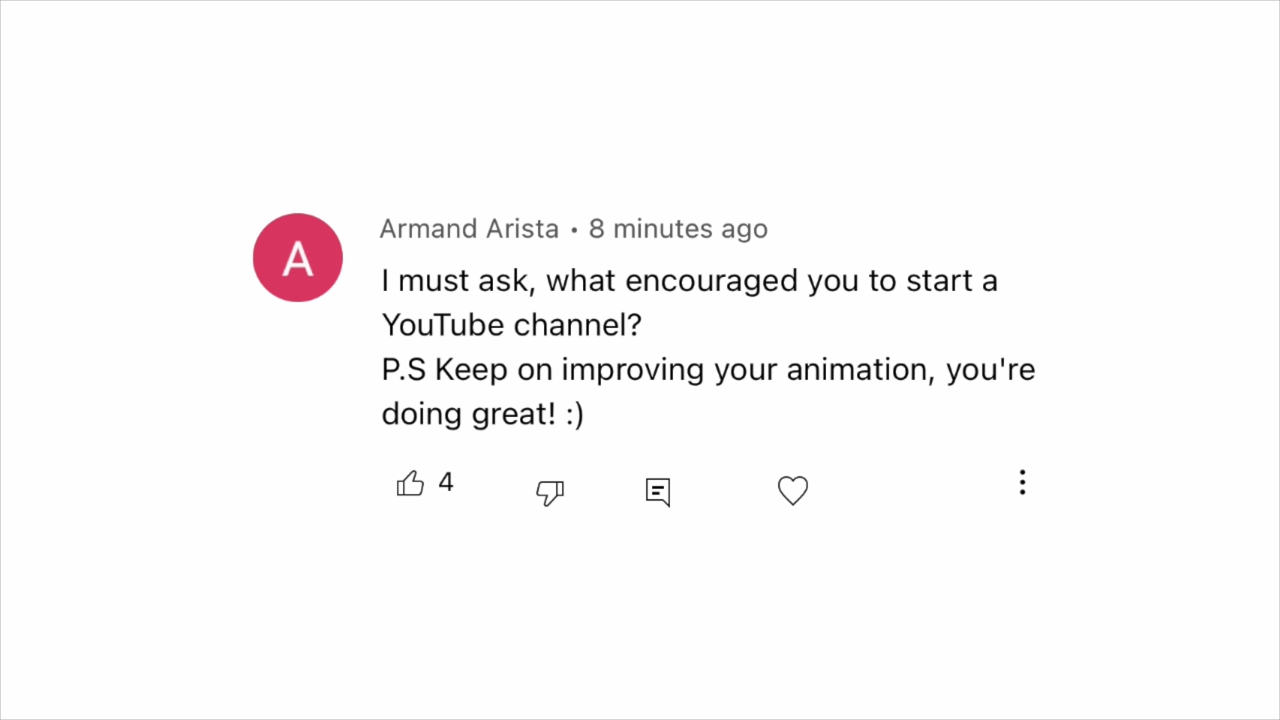 A
Armand Arista • 8 minutes ago
I must ask, what encouraged you to start a
YouTube channel?
P.S Keep on improving your animation, you're
doing great! :)
4